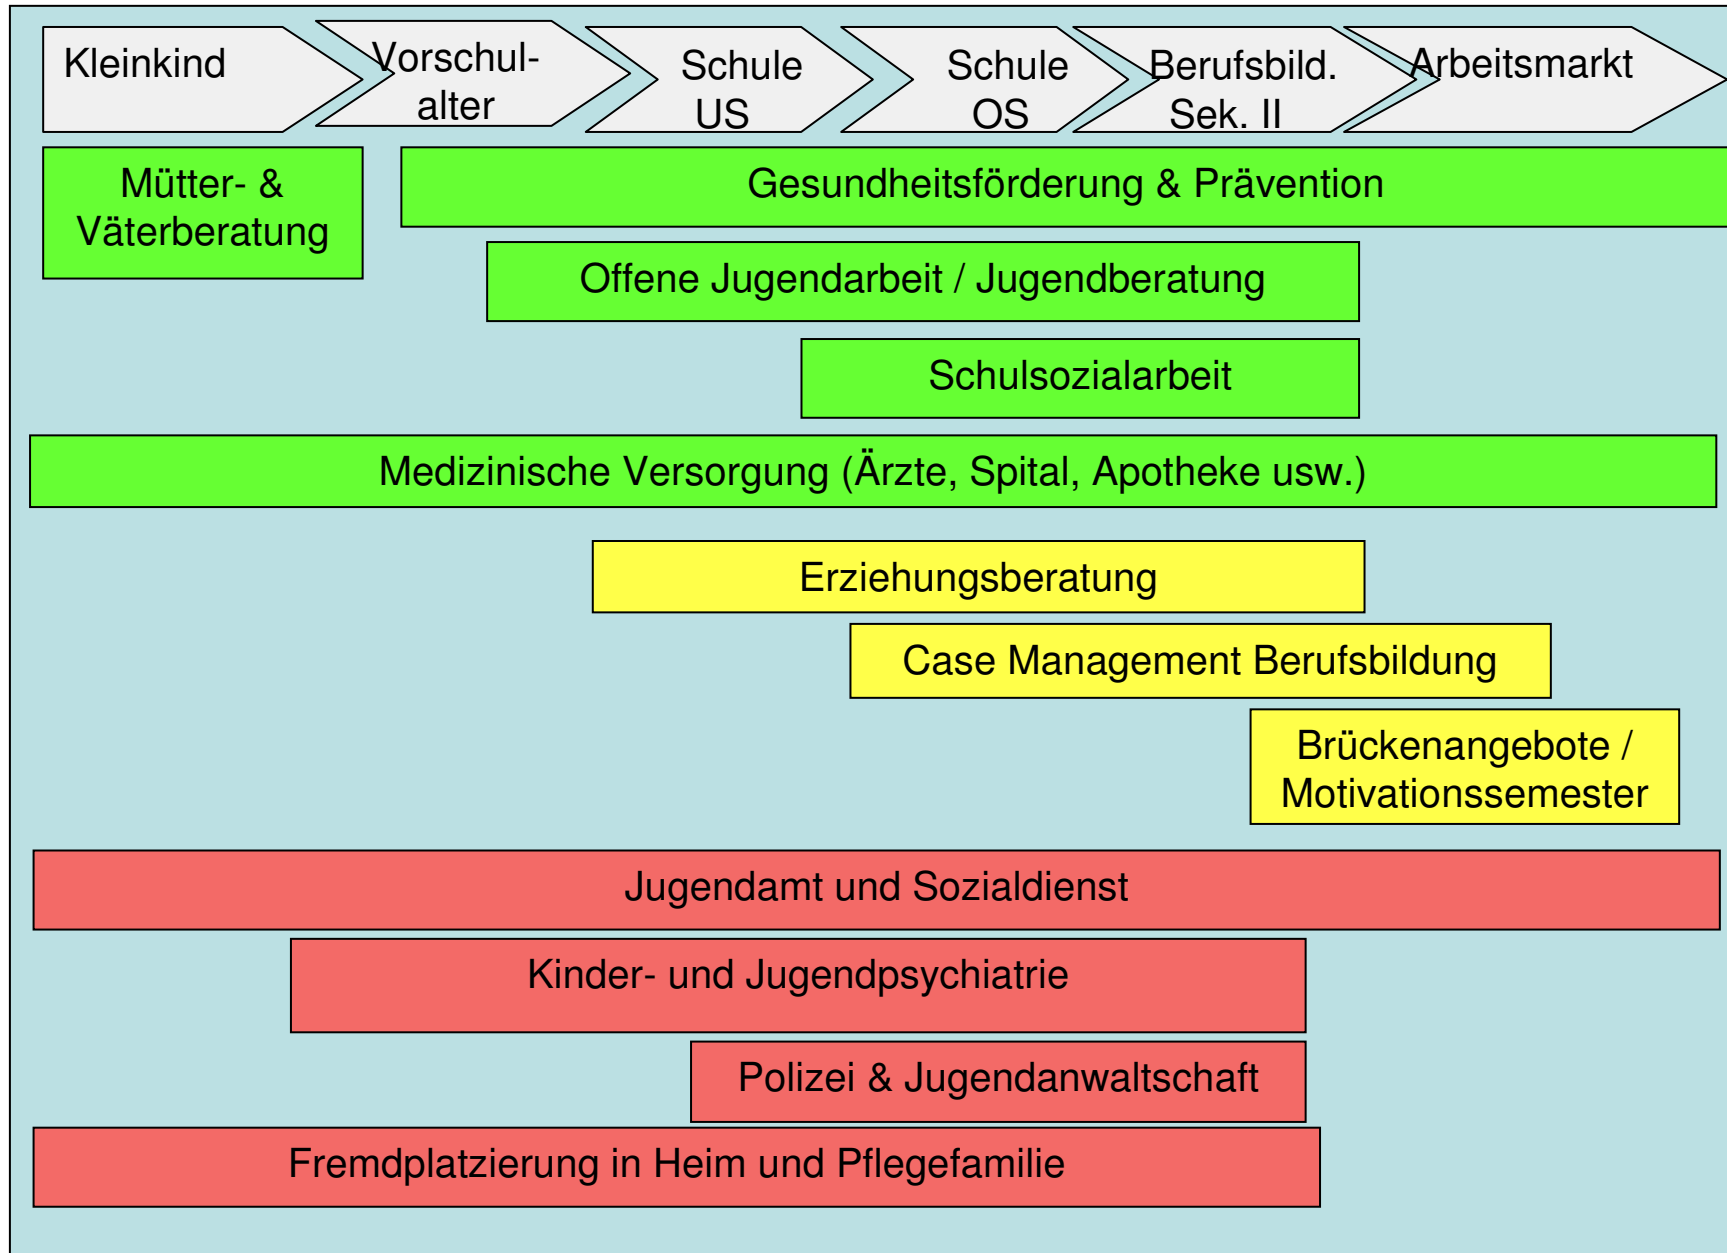 Kleinkind
Vorschul-
alter
Schule
US
Schule
OS
Berufsbild.
Sek. II
Arbeitsmarkt
Mütter- &
Väterberatung
Gesundheitsförderung & Prävention
Offene Jugendarbeit / Jugendberatung
Schulsozialarbeit
Medizinische Versorgung (Ärzte, Spital, Apotheke usw.)
Erziehungsberatung
Case Management Berufsbildung
Brückenangebote /
Motivationssemester
Jugendamt und Sozialdienst
Kinder- und Jugendpsychiatrie
Polizei & Jugendanwaltschaft
Fremdplatzierung in Heim und Pflegefamilie